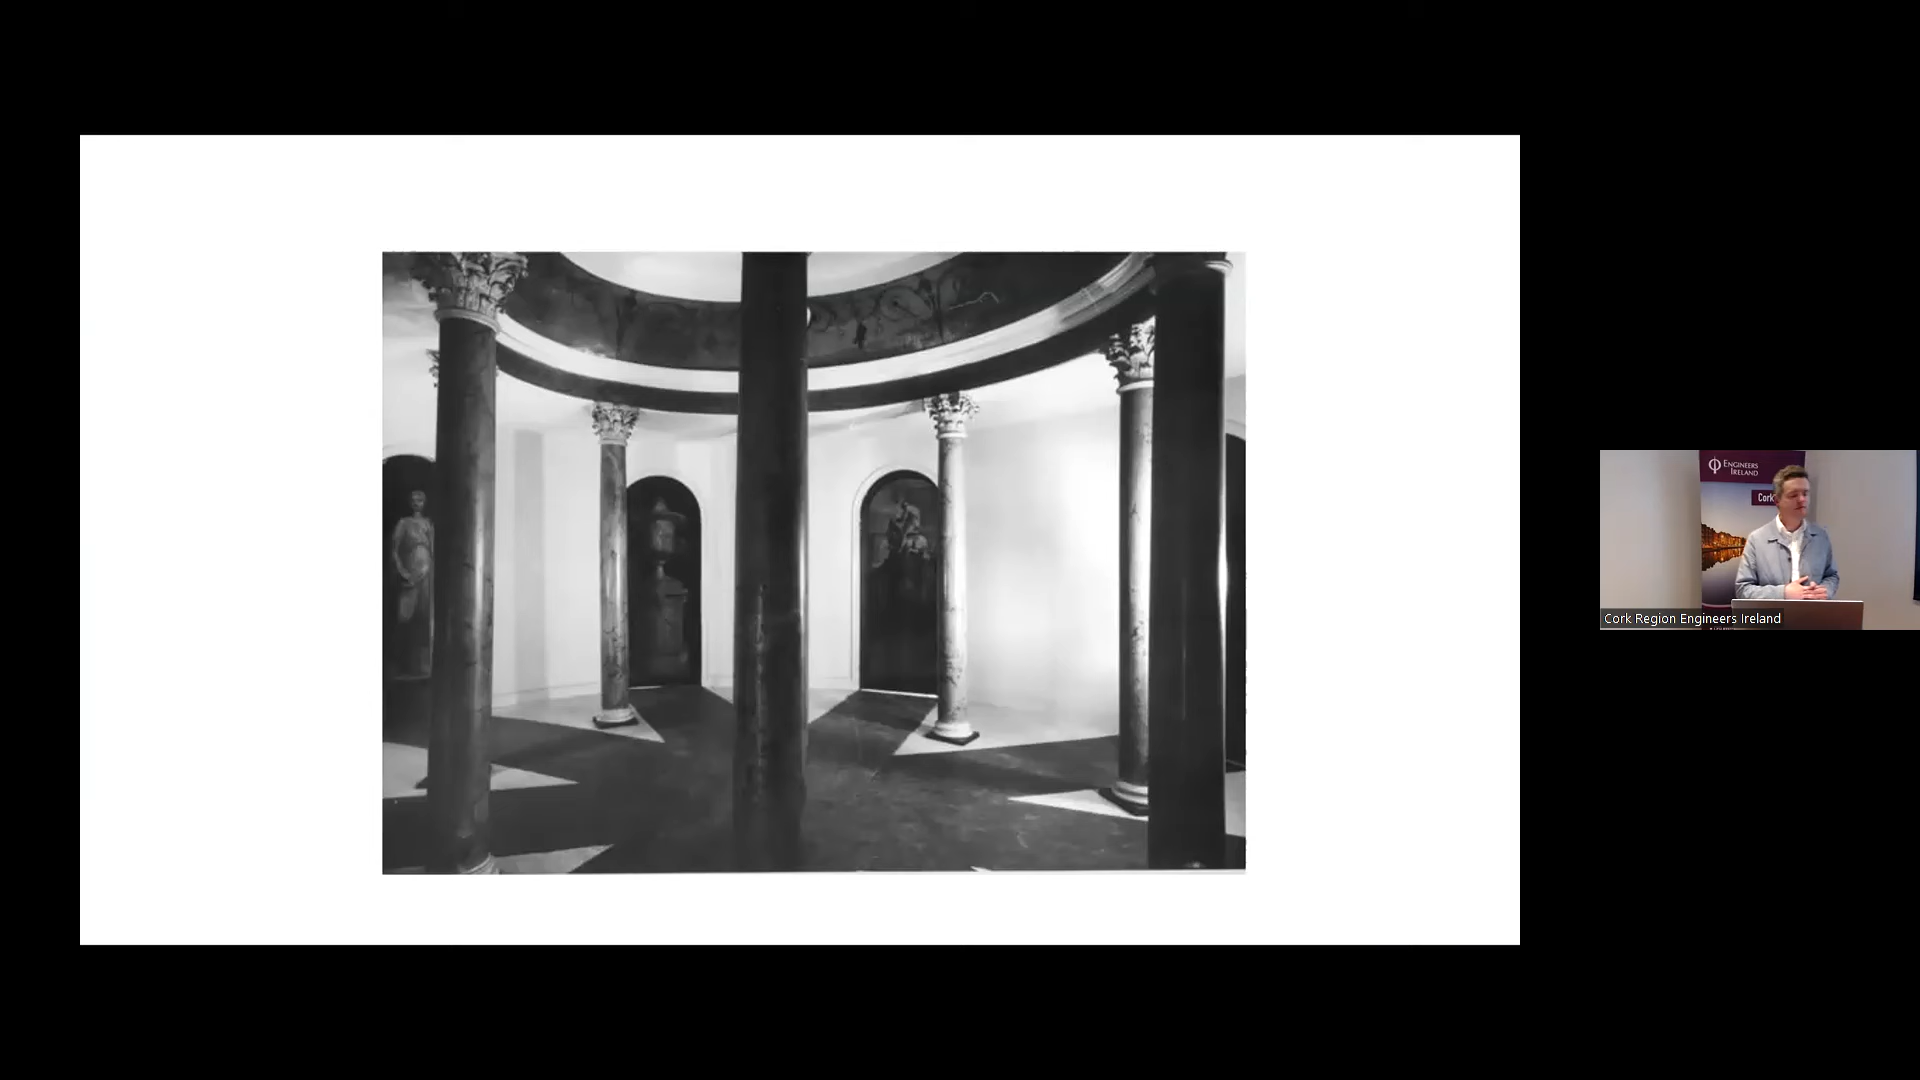 ENGINEERS
IRELAND
Cork
Cork Region Engineers Ireland